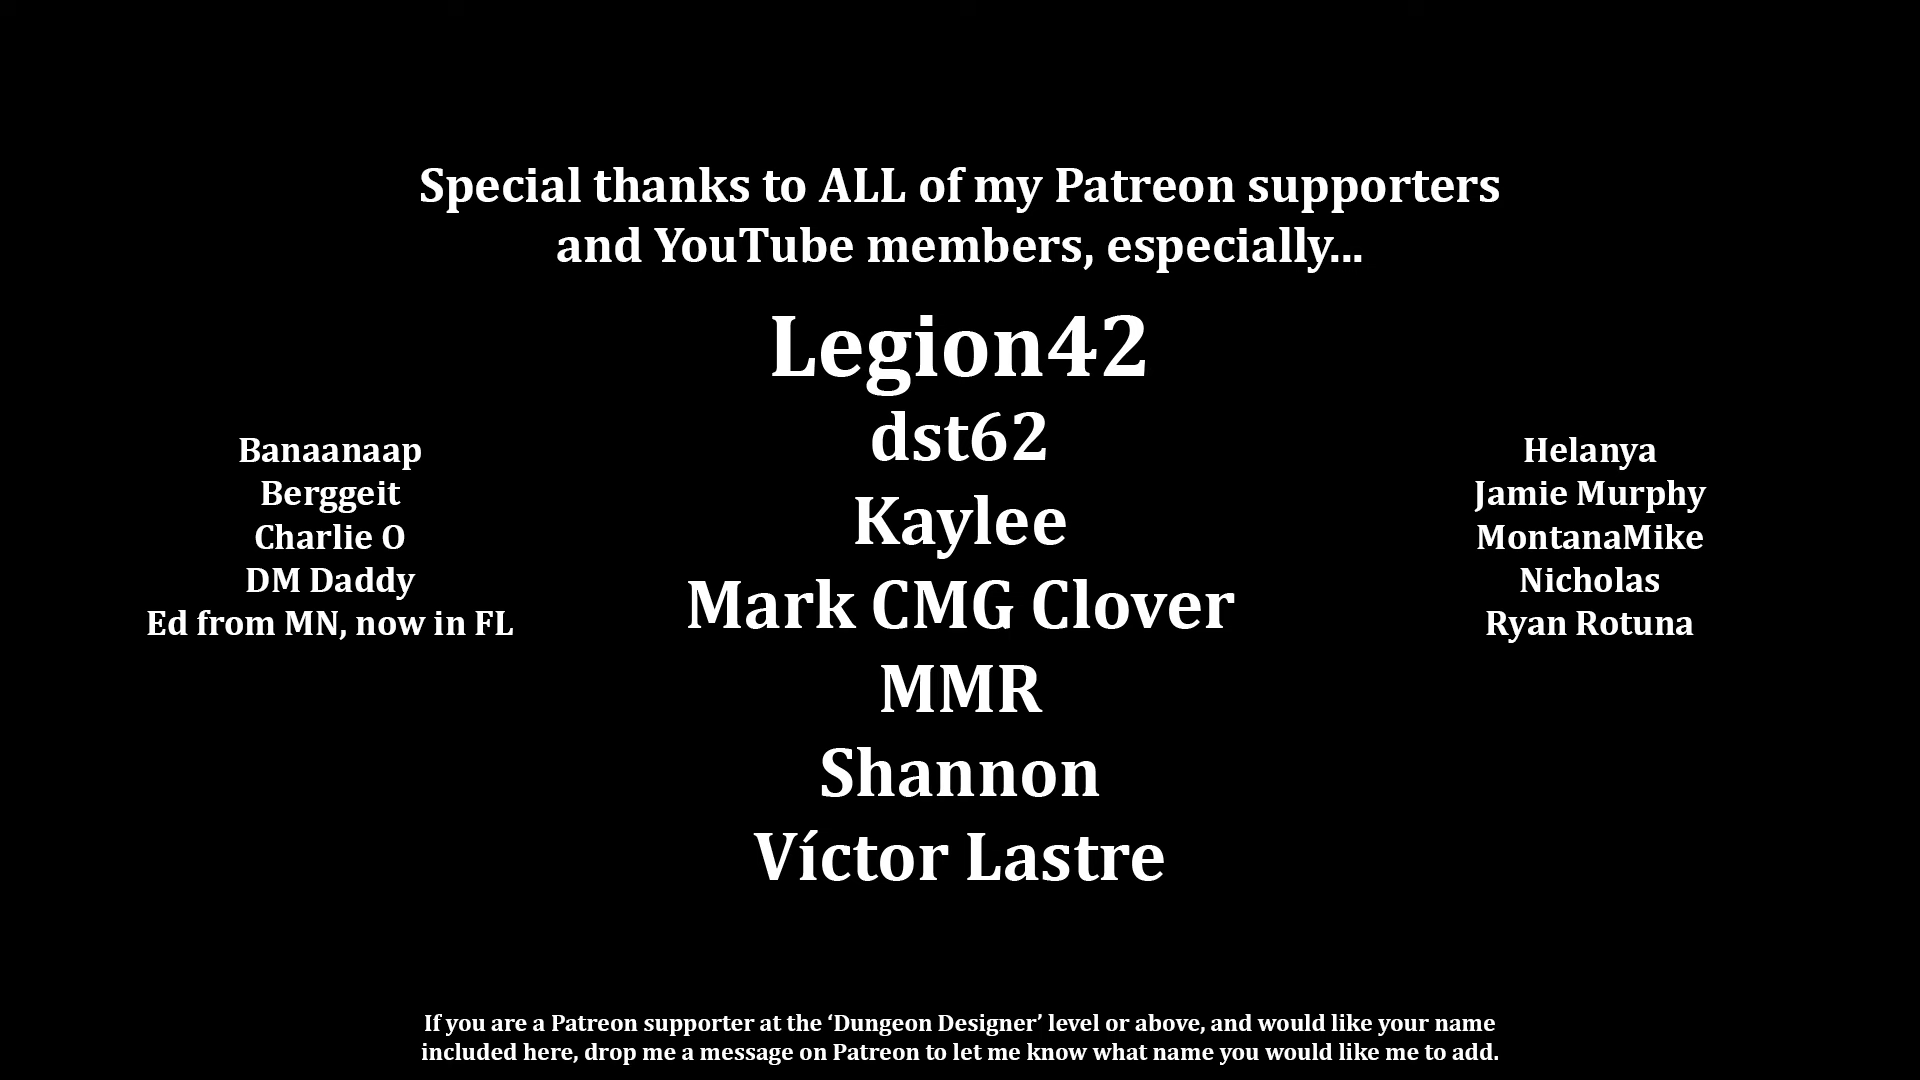 Special thanks to ALL of my Patreon supporters
and YouTube members, especially...
Legion42
dst62
Kaylee
Mark CMG Clover
MMR
Shannon
Víctor Lastre
Banaanaap
Berggeit
Charlie O
DM Daddy
Ed from MN, now in FL
Helanya
Jamie Murphy
MontanaMike
Nicholas
Ryan Rotuna
If you are a Patreon supporter at the ‘Dungeon Designer’ level or above, and would like your name
included here, drop me a message on Patreon to let me know what name you would like me to add.